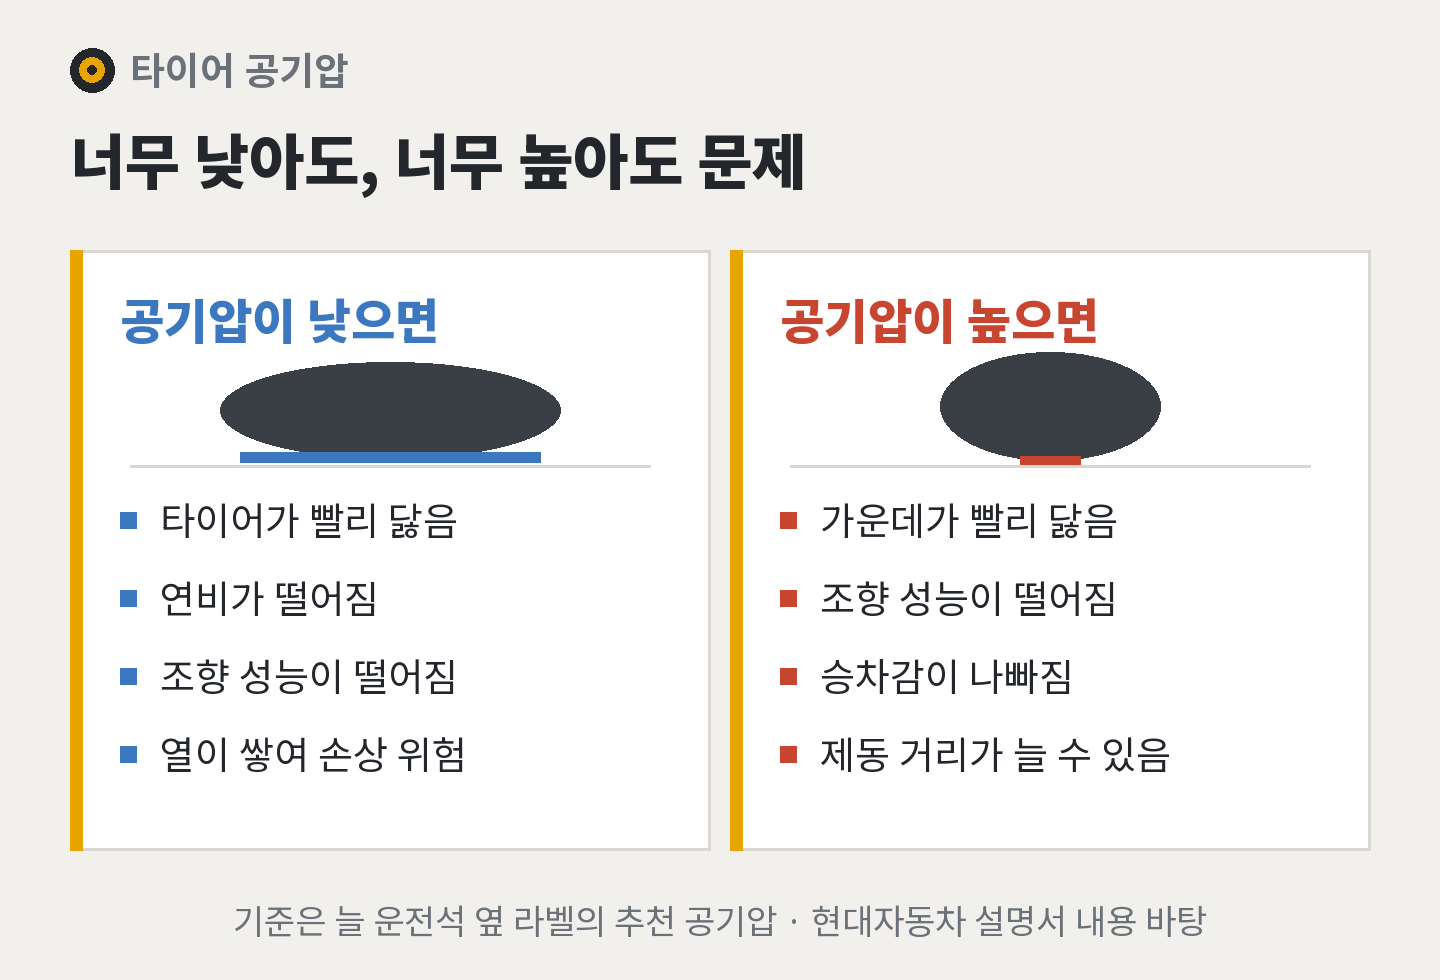 타이어 공기압
너무 낮아도, 너무 높아도 문제
공기압이 낮으면
타이어가 빨리 닳음
연비가 떨어짐
조향 성능이 떨어짐
열이 쌓여 손상 위험
공기압이 높으면
가운데가 빨리 닳음
조향 성능이 떨어짐
승차감이 나빠짐
제동 거리가 늘 수 있음
기준은 늘 운전석 옆 라벨의 추천 공기압 · 현대자동차 설명서 내용 바탕